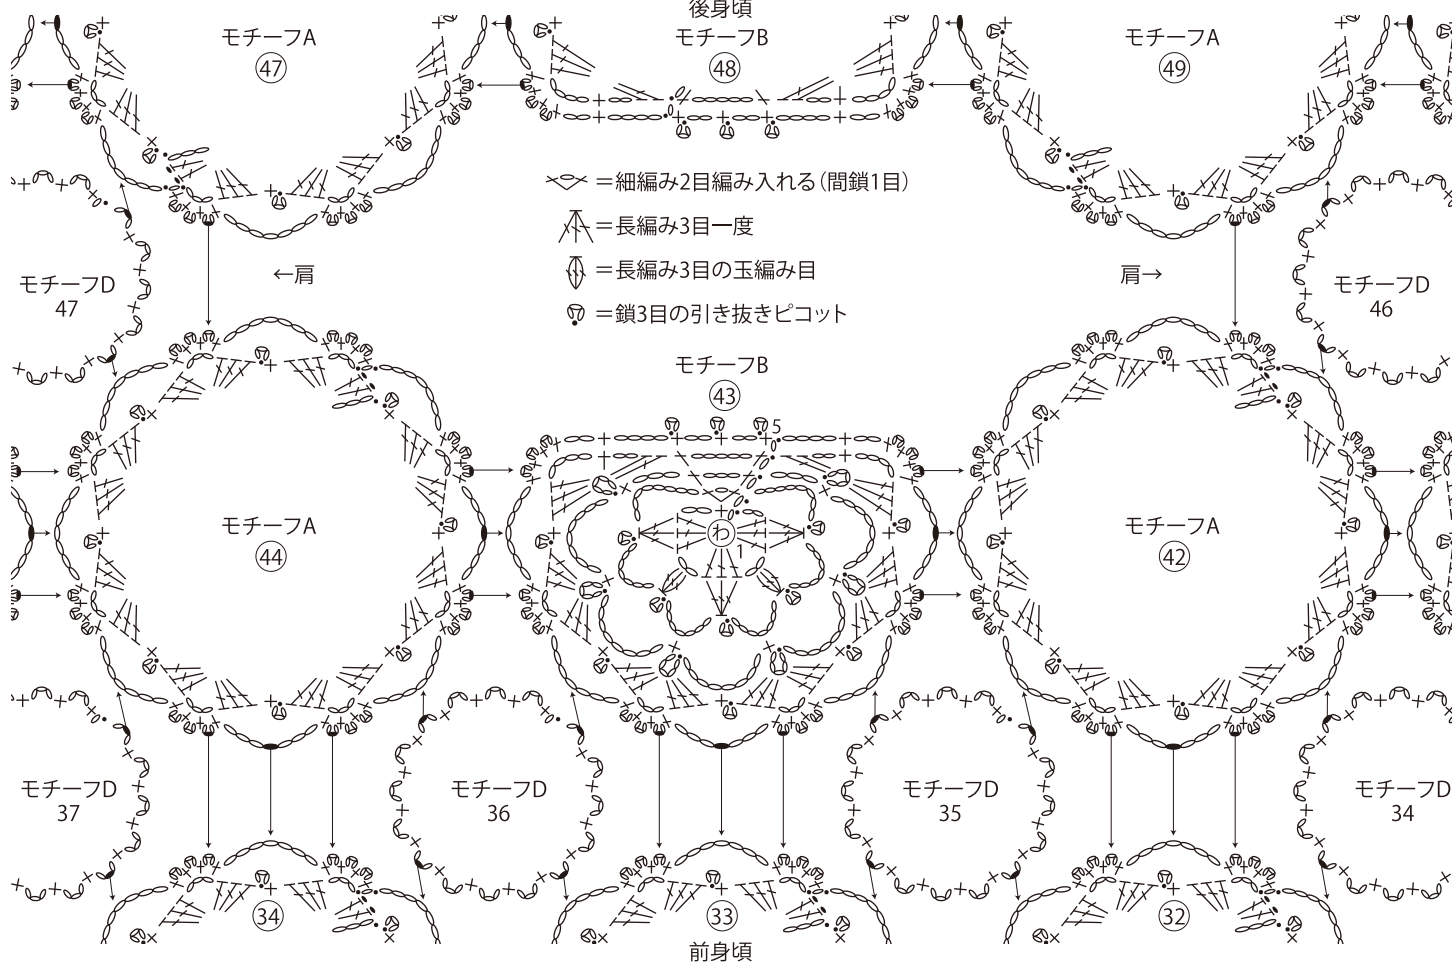 後身頃
モチーフA
47
モチーフB
48
モチーフA
49
=細編み2目編み入れる(間鎖1目)
=長編み3目一度
=長編み3目の玉編み目
=鎖3目の引き抜きピコット
モチーフD
47
←肩
肩→
モチーフD
46
モチーフB
43
5
モチーフA
44
わ
1
モチーフA
42
モチーフD
37
モチーフD
36
モチーフD
35
モチーフD
34
34
33
32
前身頃